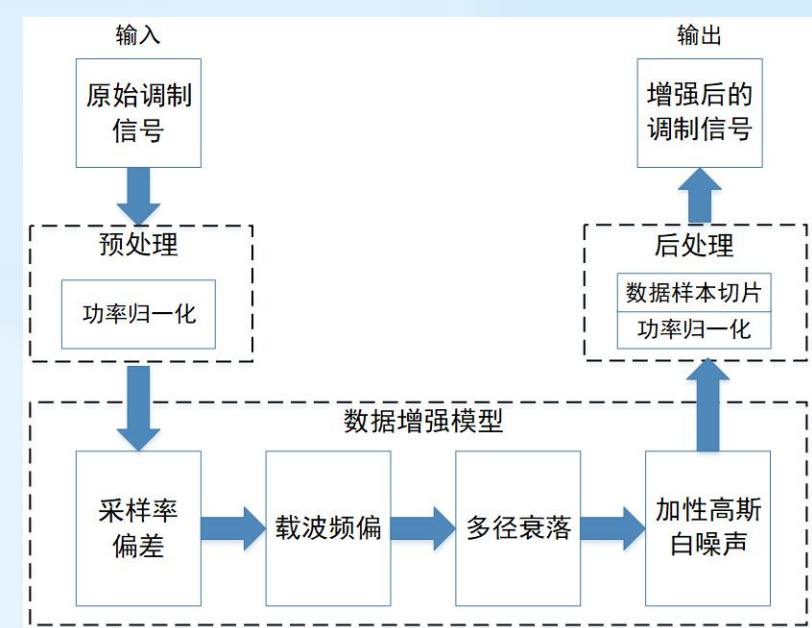 输入
原始调制
信号
预处理
功率归一化
数据增强模型
采样率
偏差
载波频偏
多径衰落
加性高斯
白噪声
后处理
数据样本切片
功率归一化
输出
增强后的
调制信号